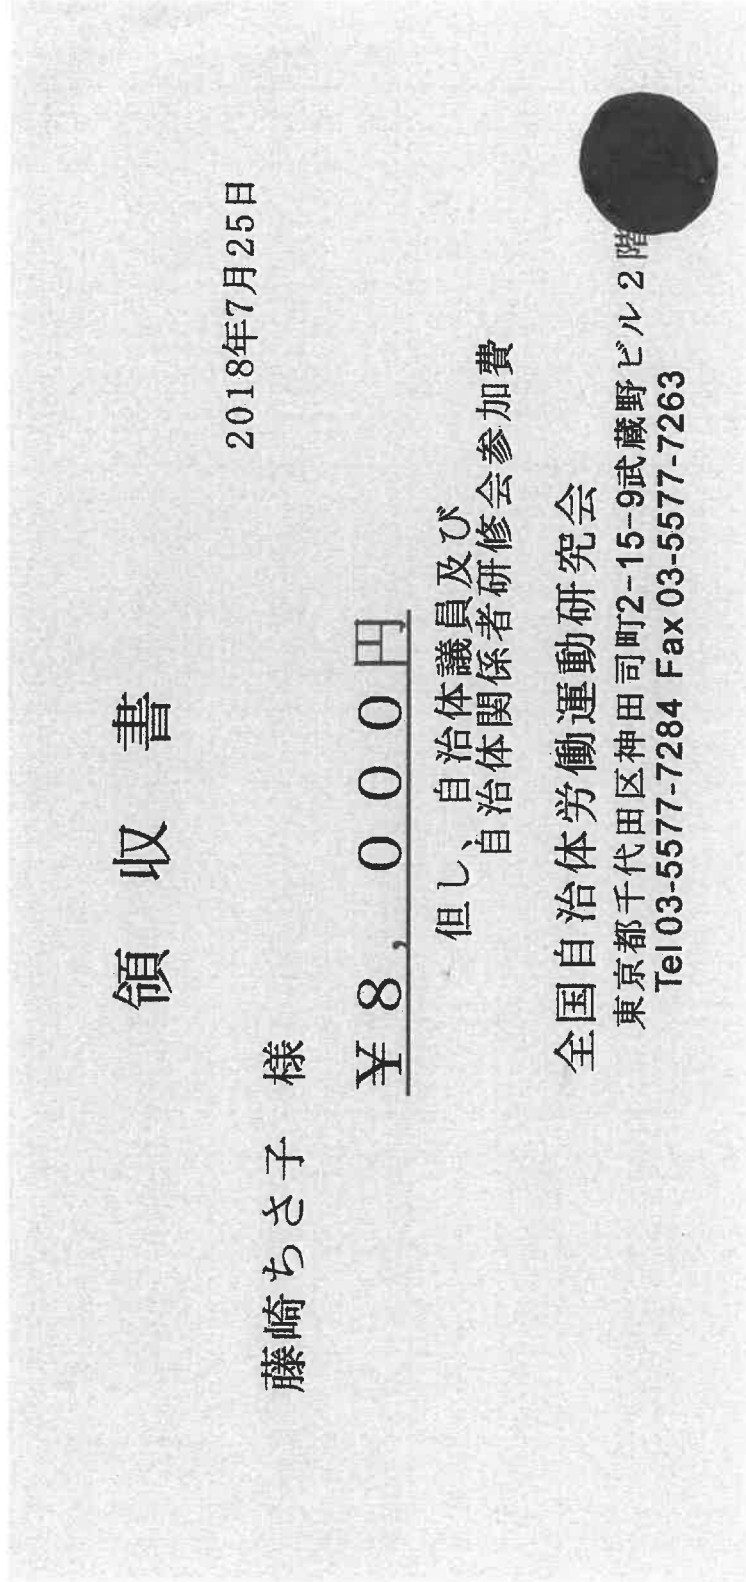 領収書
2018年7月25日
藤崎ちさ子 様
¥8,000円
但し、自治体議員及び
自治体関係者研修会参加費
全国自治体労働運動研究会
東京都千代田区神田司町2-15-9武蔵野ビル2階
Tel 03-5577-7284 Fax 03-5577-7263